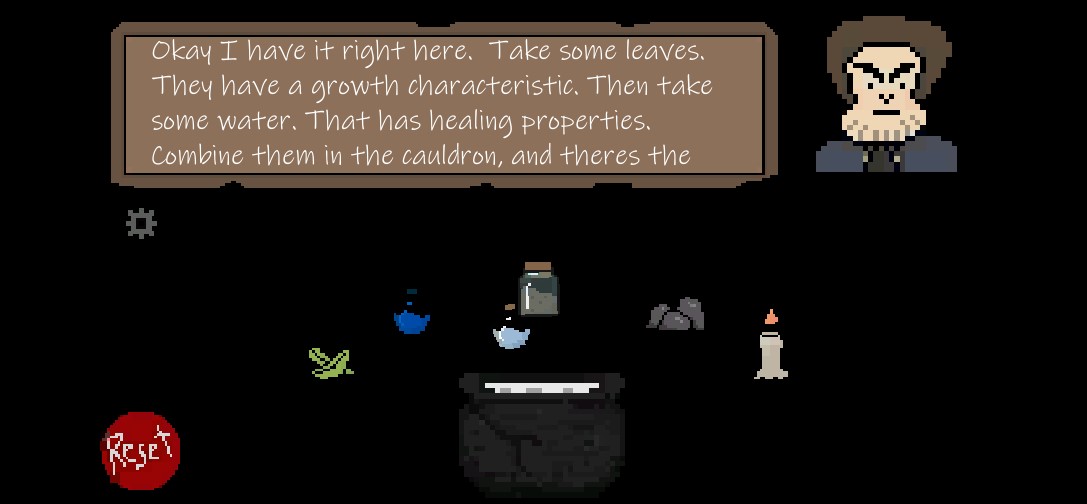 Okay I have it right here. Take some leaves.
They have a growth characteristic. Then take
some water. That has healing properties.
Combine them in the cauldron, and theres the
Reset